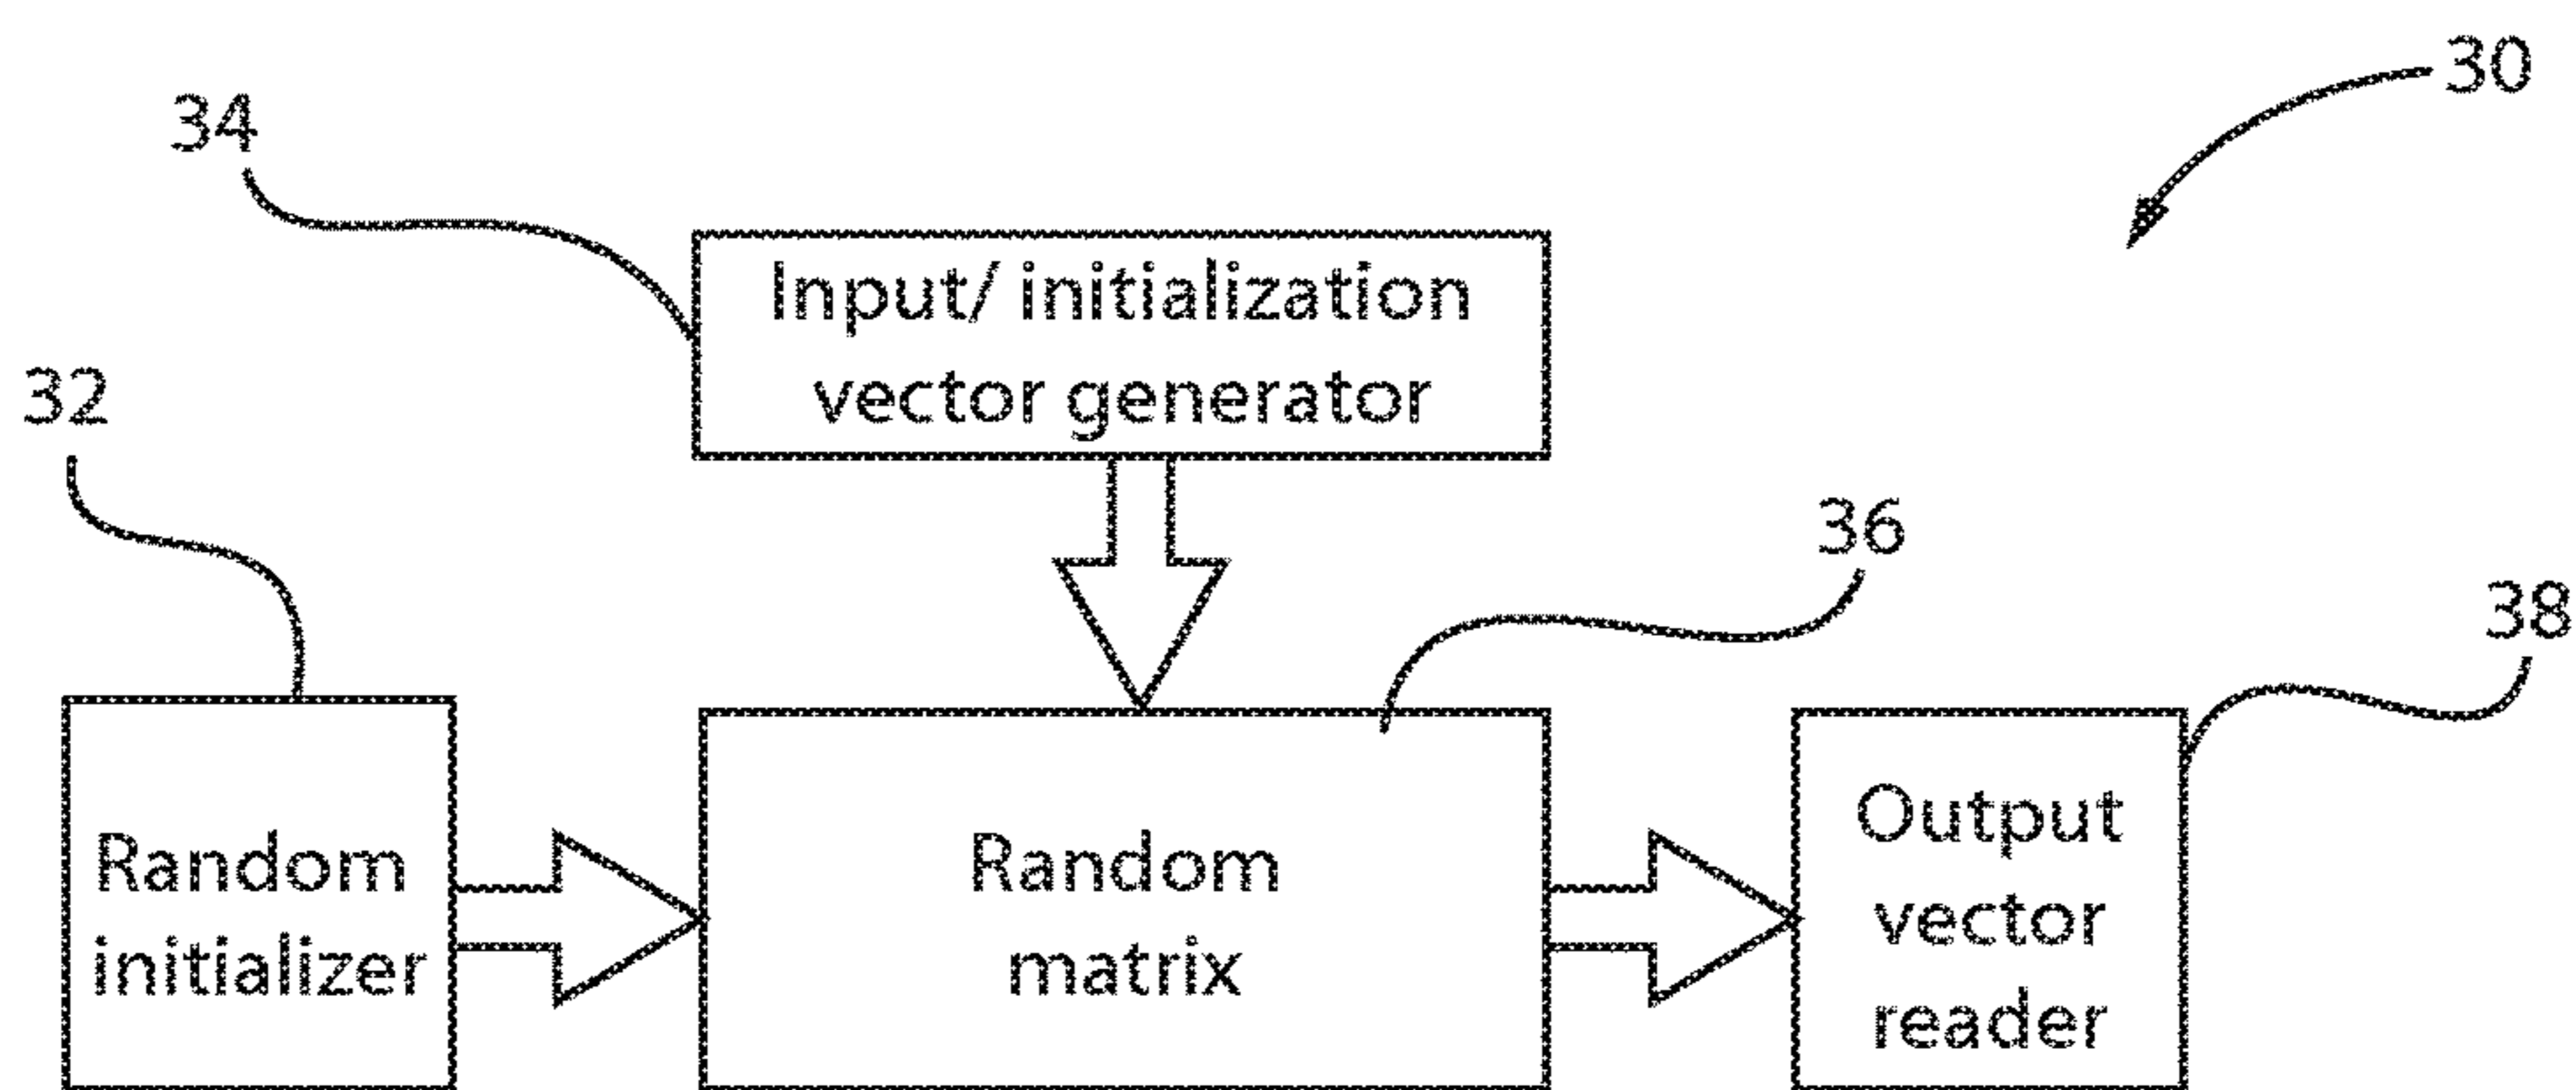 30
34
Input/ initialization
vector generator
32
36
38
Random
initializer
Random
matrix
Output
vector
reader